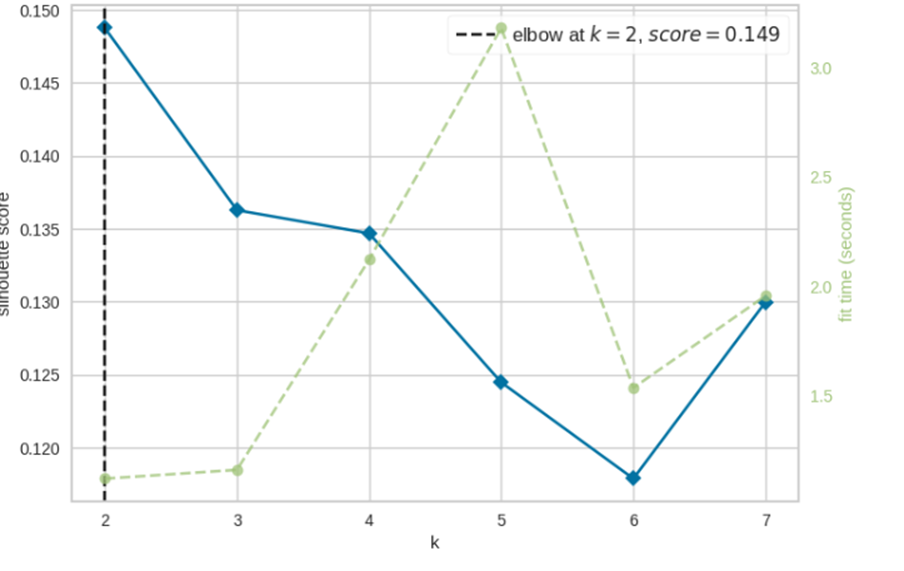 0.150
0.145
0.140
0.135
0.130
0.125
0.120
silhouette score
elbow at k = 2, score = 0.149
3.0
2.5
2.0
1.5
fit time (seconds)
2 3 4 5 6 7
k